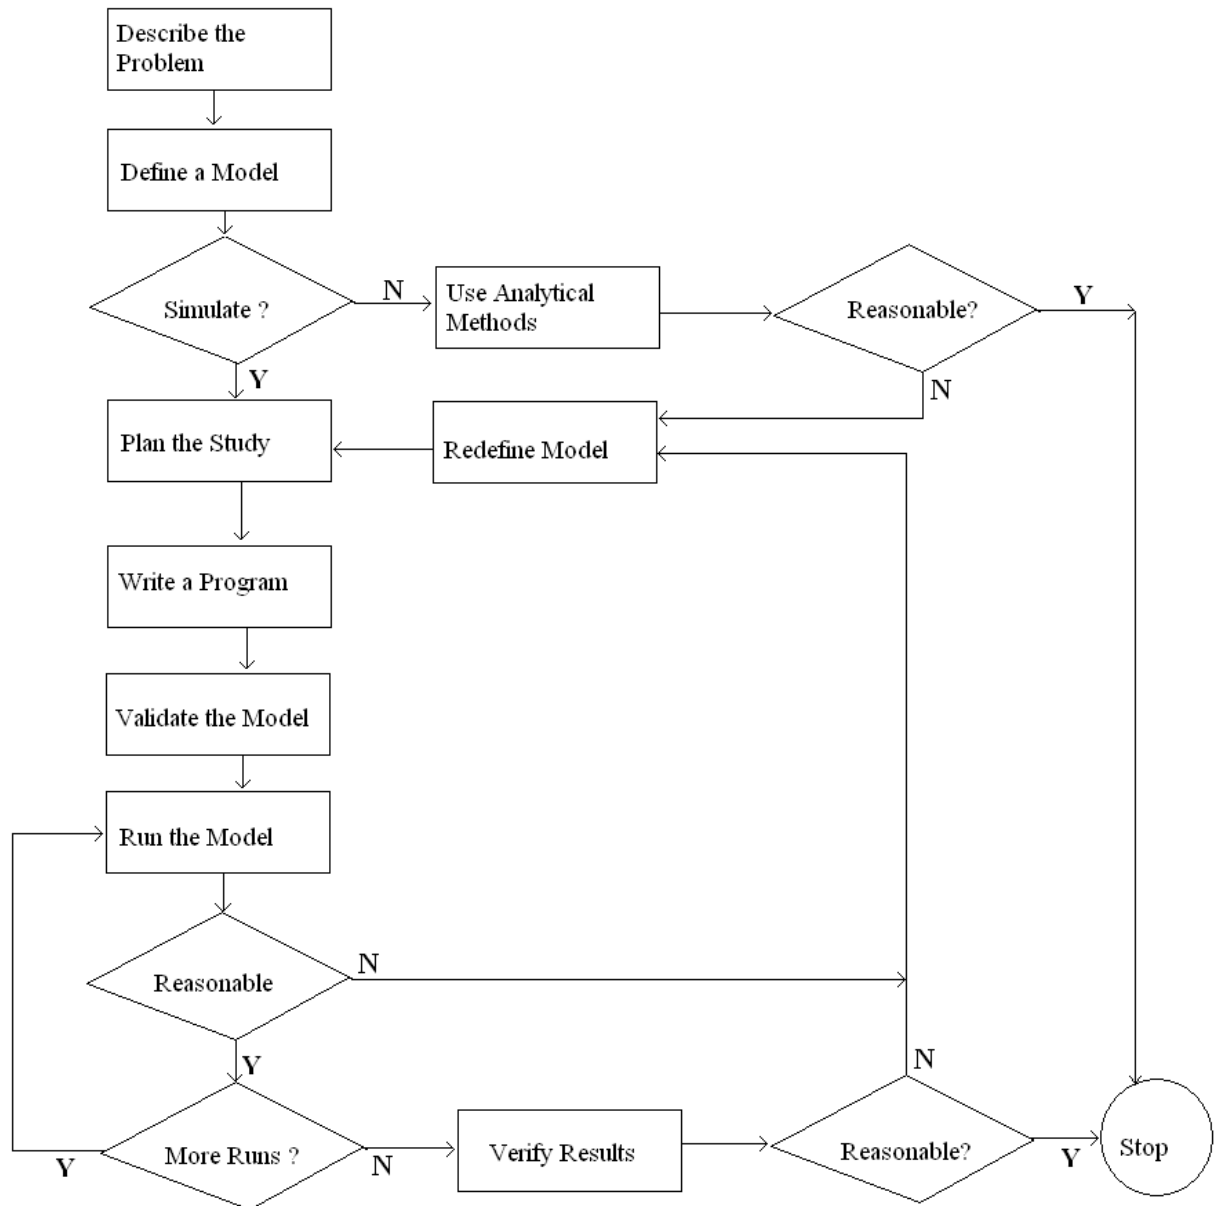 Describe the
Problem
Define a Model
Simulate ?
N
Use Analytical
Methods
Reasonable?
Y
Y
N
Plan the Study
Redefine Model
Write a Program
Validate the Model
Run the Model
Reasonable
N
Y
N
More Runs ?
Y
N
Verify Results
Reasonable?
Y
Stop